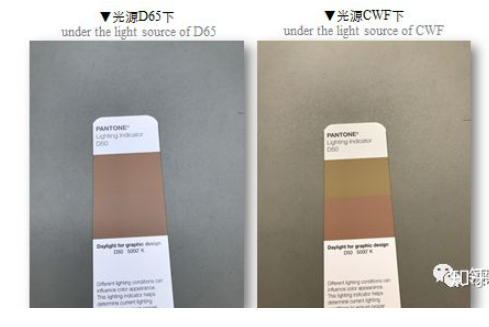 ▼光源D65下
under the light source of D65
▼光源CWF下
under the light source of CWF
PANTONE®
Lighting Indicator
D50
Daylight for graphic design
D50 5000°K
Different lighting conditions can
influence color appearance.
This lighting indicator helps
determine current lighting
PANTONE®
Lighting Indicator
D50
Daylight for graphic design
D50 5000°K
Different lighting conditions can
influence color appearance.
This lighting indicator helps
determine current lighting